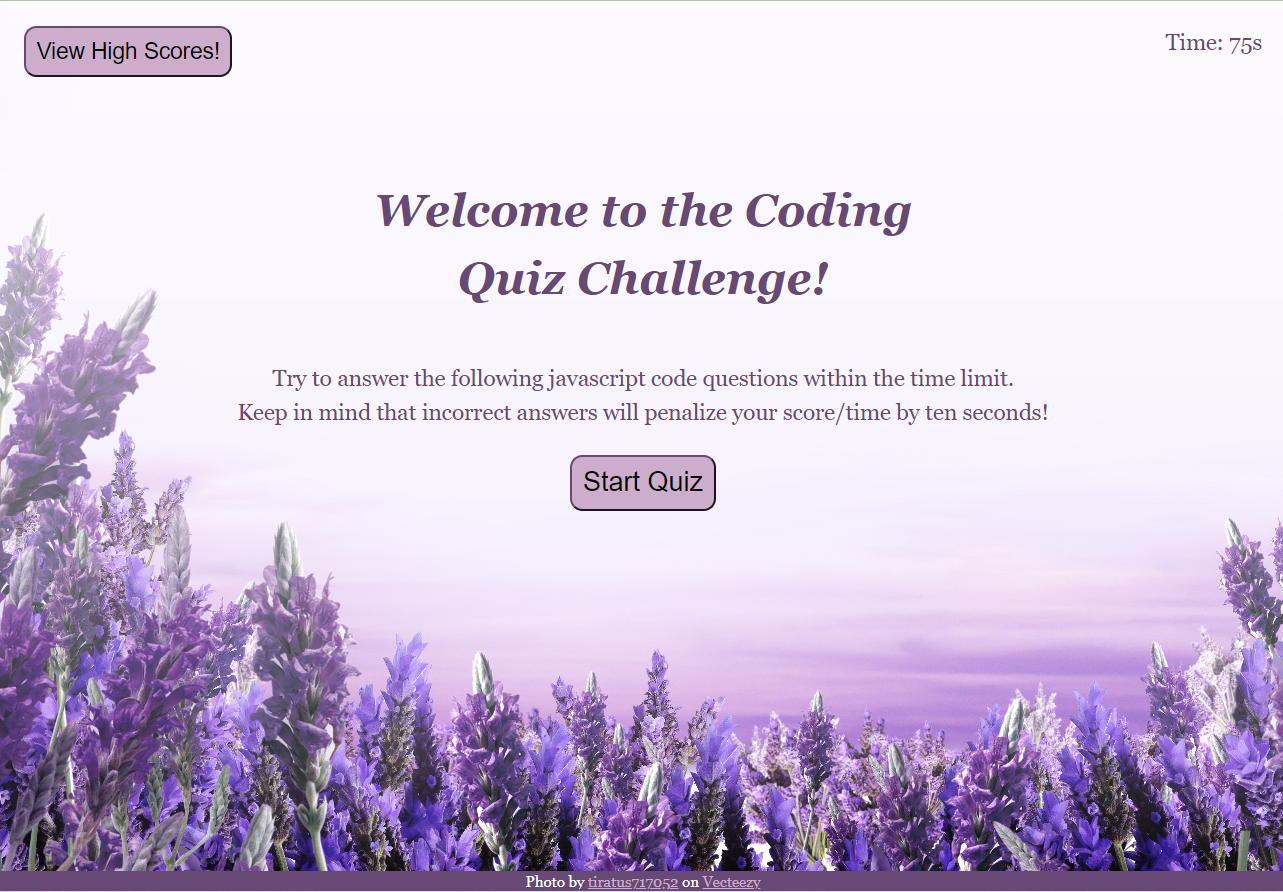 View High Scores!
Time: 75s
Welcome to the Coding
Quiz Challenge!
Try to answer the following javascript code questions within the time limit.
Keep in mind that incorrect answers will penalize your score/time by ten seconds!
Start Quiz
Photo by tiratus717052 on Vecteezy